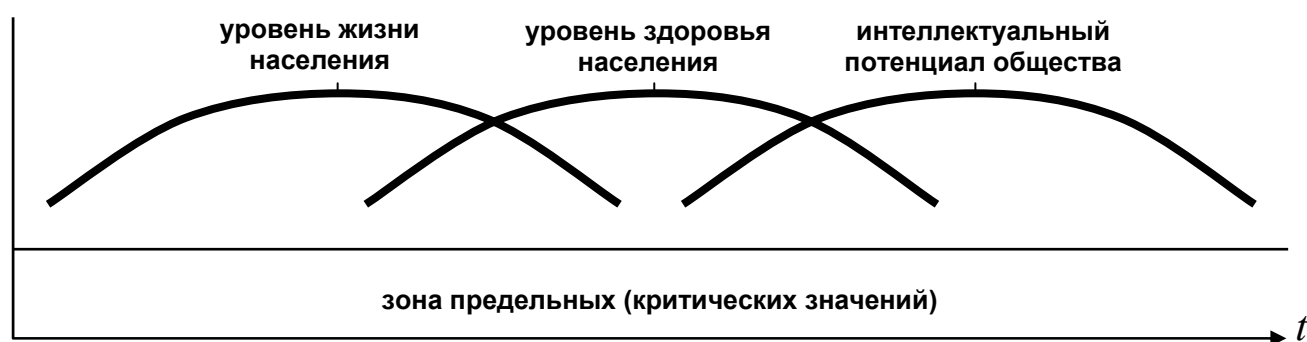 уровень жизни
населения
уровень здоровья
населения
интеллектуальный
потенциал общества
зона предельных (критических значений)
t